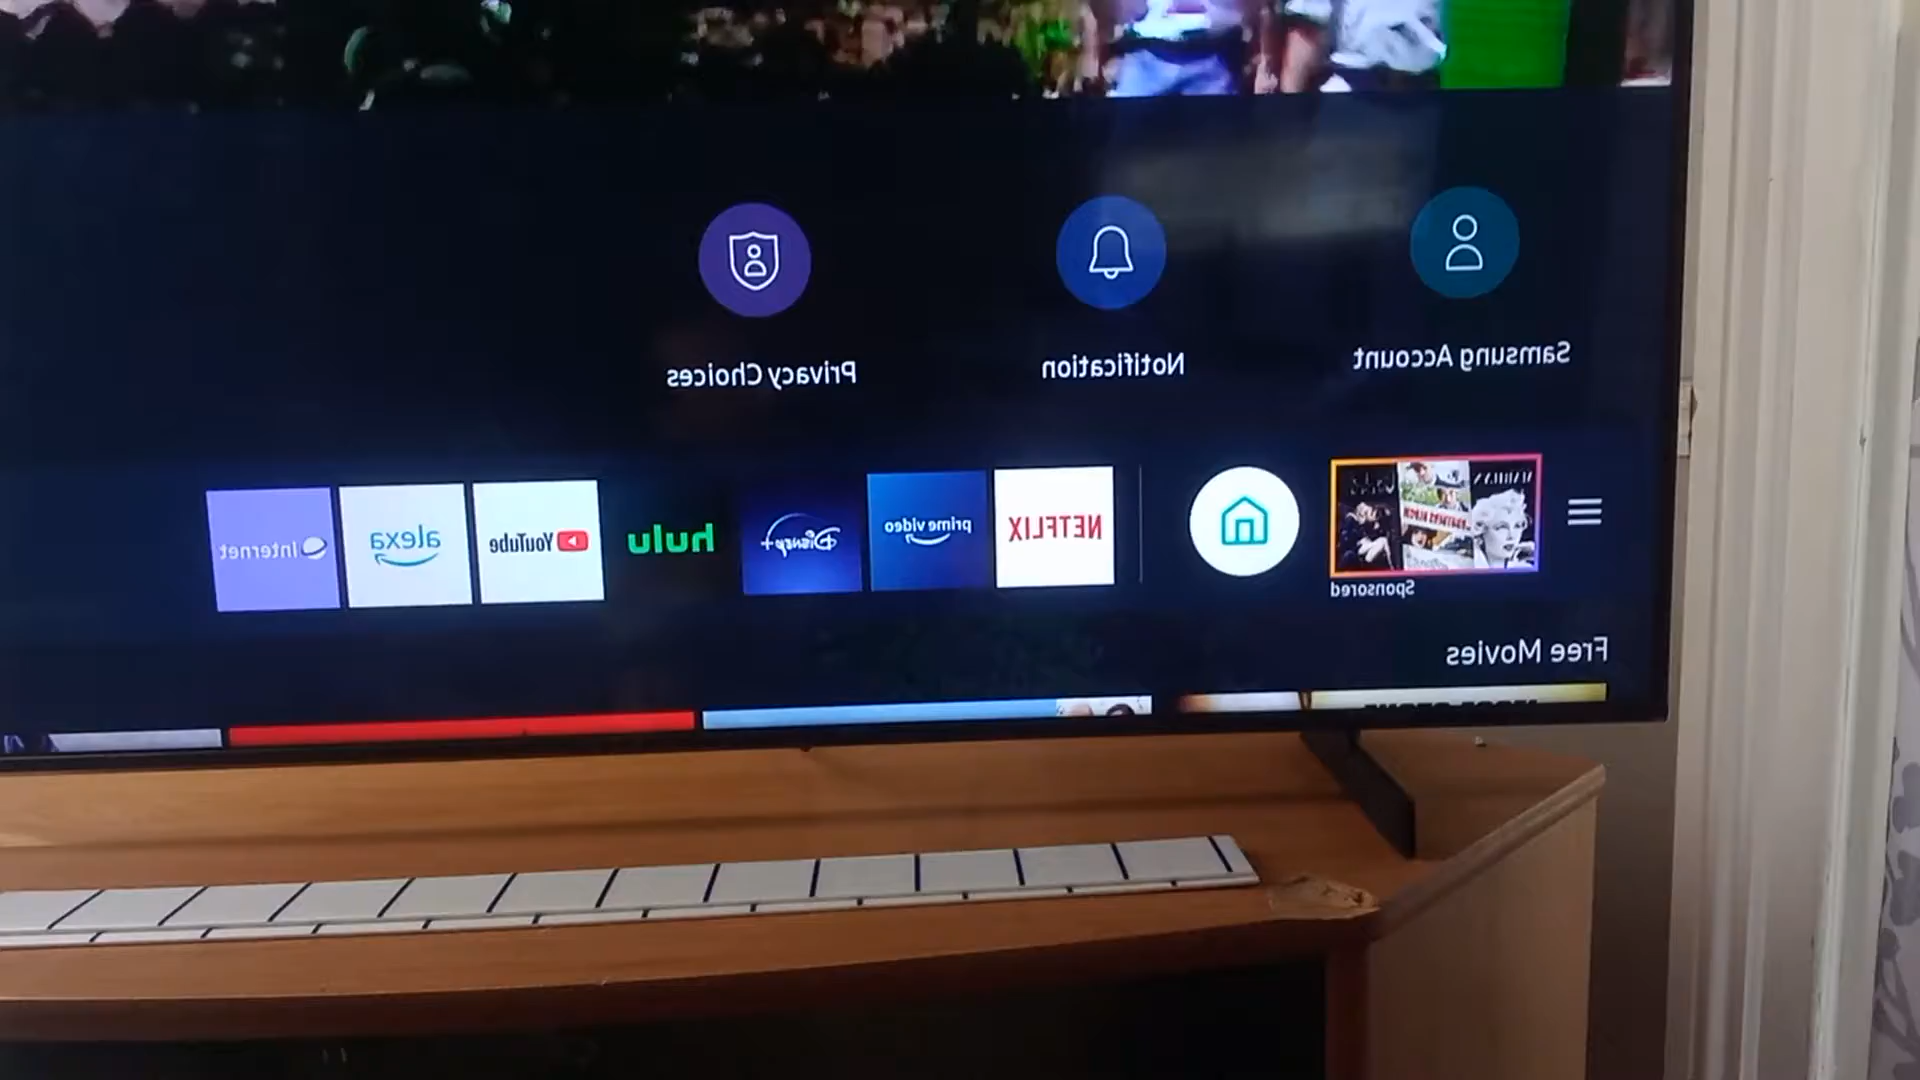 Samsung Account
Notification
Privacy Choices
Sponsored
NETFLIX
prime video
Disney+
hulu
YouTube
alexa
Internet
Free Movies